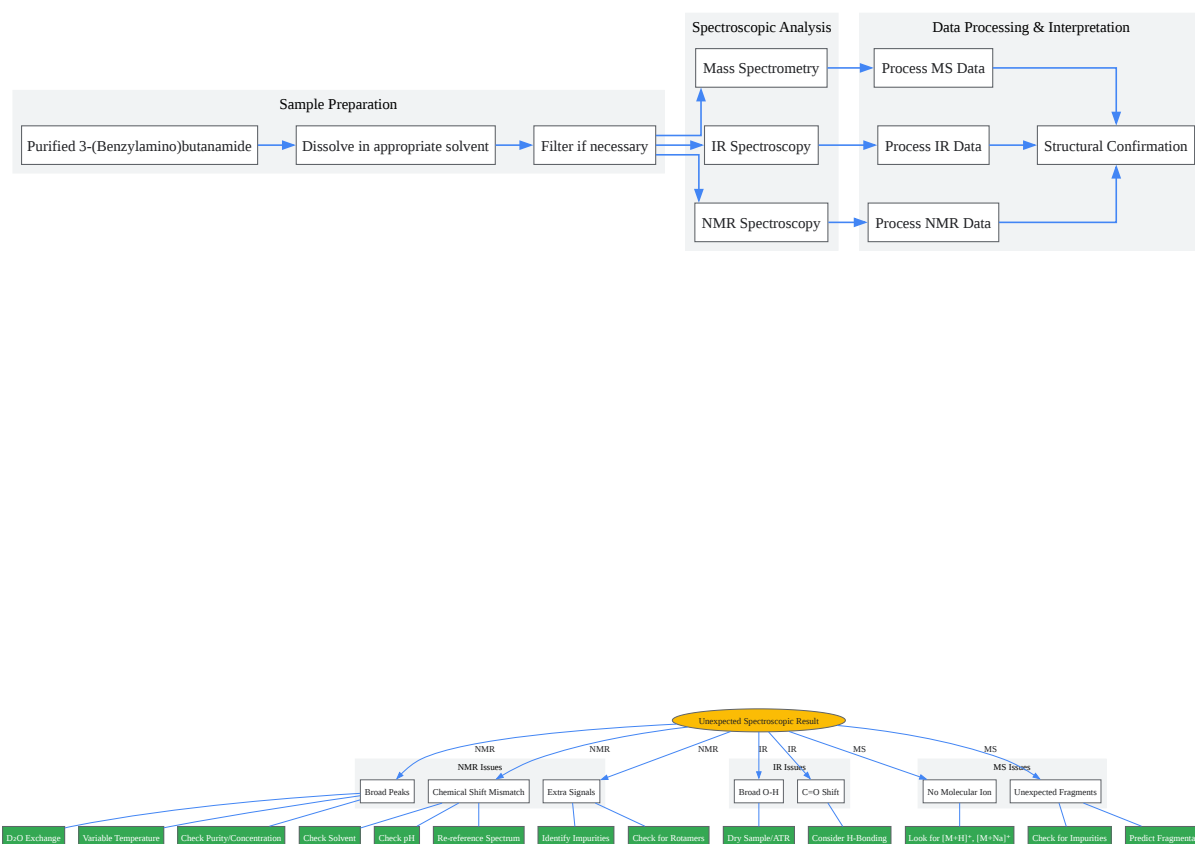 Spectroscopic Analysis
Data Processing & Interpretation
Mass Spectrometry
Process MS Data
Sample Preparation
Purified 3-(Benzylamino)butanamide
Dissolve in appropriate solvent
Filter if necessary
IR Spectroscopy
Process IR Data
Structural Confirmation
NMR Spectroscopy
Process NMR Data
Unexpected Spectroscopic Result
NMR
NMR
NMR
IR
IR
MS
MS
NMR Issues
IR Issues
MS Issues
Broad Peaks
Chemical Shift Mismatch
Extra Signals
Broad O-H
C=O Shift
No Molecular Ion
Unexpected Fragments
D₂O Exchange
Variable Temperature
Check Purity/Concentration
Check Solvent
Check pH
Re-reference Spectrum
Identify Impurities
Check for Rotamers
Dry Sample/ATR
Consider H-Bonding
Look for [M+H]⁺, [M+Na]⁺
Check for Impurities
Predict Fragmenta